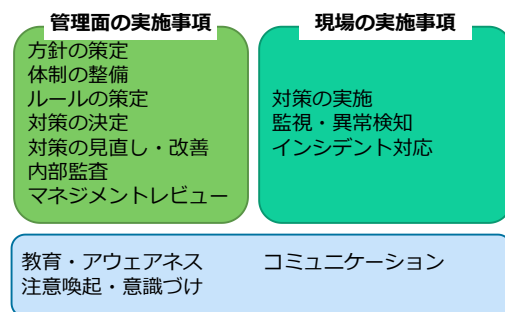 管理面の実施事項
方針の策定
体制の整備
ルールの策定
対策の決定
対策の見直し・改善
内部監査
マネジメントレビュー
現場の実施事項
対策の実施
監視・異常検知
インシデント対応
教育・アウェアネス
注意喚起・意識づけ
コミュニケーション